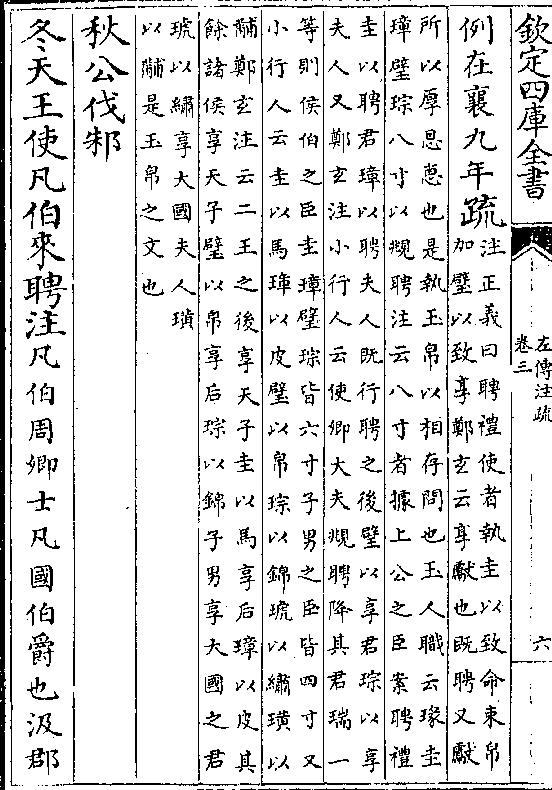 欽定四庫全書
左傳注疏
卷三
六
例在襄九年疏
注正義曰聘禮使者執圭以致命束帛
加璧以致享鄭玄云享獻也既聘又獻
所以厚恩惠也是執玉帛以相存問也玉人職云瑑圭
璋璧琮八寸以覜聘注云八寸者據上公之臣案聘禮
圭以聘君璋以聘夫人既行聘之後璧以享君琮以享
夫人又鄭玄注小行人云使卿大夫覜聘降其君瑞一
等則侯伯之臣圭璋璧琮皆六寸子男之臣皆四寸又
小行人云圭以馬璋以皮璧以帛琮以錦琥以繡璜以
黼鄭玄注云二王之後享天子圭以馬享后璋以皮其
餘諸侯享天子璧以帛享后琮以錦子男享大國之君
琥以繡享大國夫人璜
以黼是玉帛之文也
秋公伐邾
冬天王使凡伯來聘注凡伯周卿士凡國伯爵也汲郡